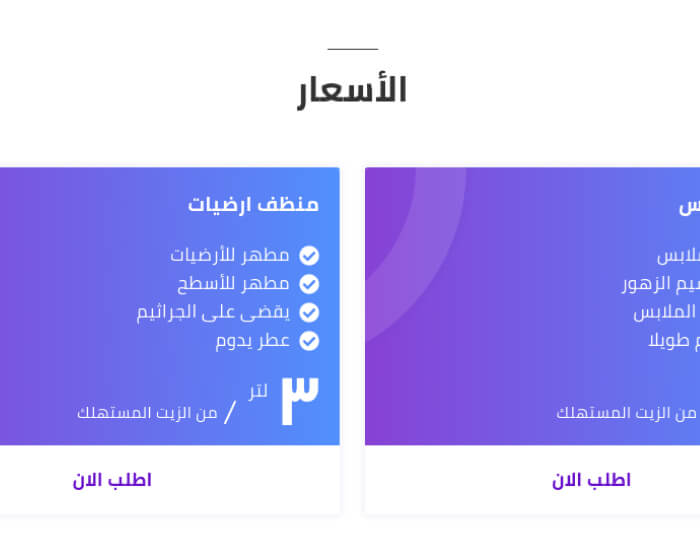 الأسعار
لابس
يم الزهور
الملابس
طويلا
من الزيت المستهلك
اطلب الان
منظف ارضيات
مطهر للأرضيات
مطهر للأسطح
يقضى على الجراثيم
عطر يدوم
٣ لتر
/ من الزيت المستهلك
اطلب الان